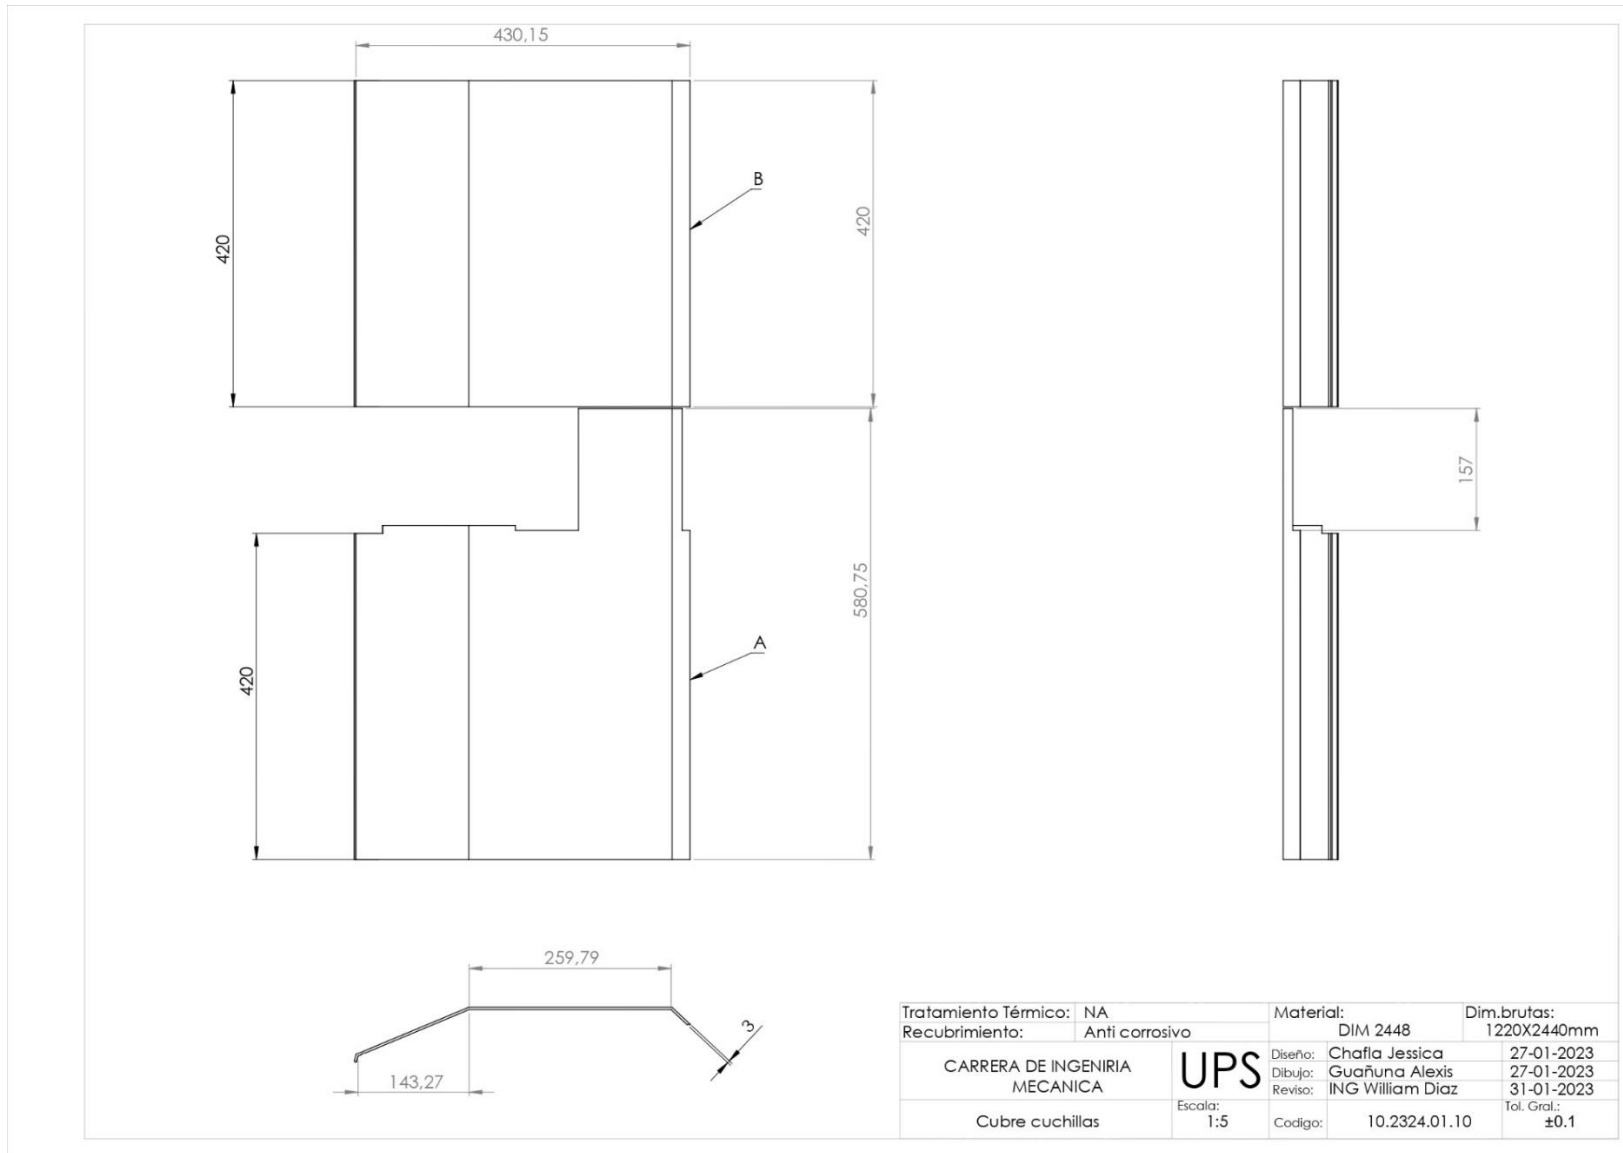 430,15
420
B
420
157
580,75
A
420
259,79
3
143,27
Tratamiento Térmico: NA
Material:
Dim.brutas:
Recubrimiento: Anti corrosivo
DIM 2448
1220X2440mm
CARRERA DE INGENIRIA
MECANICA
UPS
Diseño: Chafla Jessica 27-01-2023
Dibujo: Guañuna Alexis 27-01-2023
Reviso: ING William Diaz 31-01-2023
Cubre cuchillas
Escala:
1:5
Codigo: 10.2324.01.10
Tol. Gral.:
±0.1